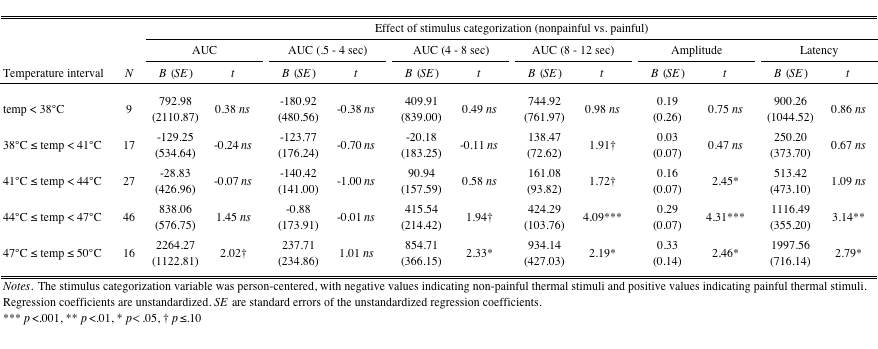 Effect of stimulus categorization (nonpainful vs. painful)
AUC AUC (.5 - 4 sec) AUC (4 - 8 sec) AUC (8 - 12 sec) Amplitude Latency
Temperature interval N B (SE) t B (SE) t B (SE) t B (SE) t B (SE) t B (SE) t
temp < 38°C 9 792.98 (2110.87) 0.38 ns -180.92 (480.56) -0.38 ns 409.91 (839.00) 0.49 ns 744.92 (761.97) 0.98 ns 0.19 (0.26) 0.75 ns 900.26 (1044.52) 0.86 ns
38°C ≤ temp < 41°C 17 -129.25 (534.64) -0.24 ns -123.77 (176.24) -0.70 ns -20.18 (183.25) -0.11 ns 138.47 (72.62) 1.91† 0.03 (0.07) 0.47 ns 250.20 (373.70) 0.67 ns
41°C ≤ temp < 44°C 27 -28.83 (426.96) -0.07 ns -140.42 (141.00) -1.00 ns 90.94 (157.59) 0.58 ns 161.08 (93.82) 1.72† 0.16 (0.07) 2.45* 513.42 (473.10) 1.09 ns
44°C ≤ temp < 47°C 46 838.06 (576.75) 1.45 ns -0.88 (173.91) -0.01 ns 415.54 (214.42) 1.94† 424.29 (103.76) 4.09*** 0.29 (0.07) 4.31*** 1116.49 (355.20) 3.14**
47°C ≤ temp ≤ 50°C 16 2264.27 (1122.81) 2.02† 237.71 (234.86) 1.01 ns 854.71 (366.15) 2.33* 934.14 (427.03) 2.19* 0.33 (0.14) 2.46* 1997.56 (716.14) 2.79*
Notes. The stimulus categorization variable was person-centered, with negative values indicating non-painful thermal stimuli and positive values indicating painful thermal stimuli.
Regression coefficients are unstandardized. SE are standard errors of the unstandardized regression coefficients.
*** p <.001, ** p <.01, * p < .05, † p ≤.10